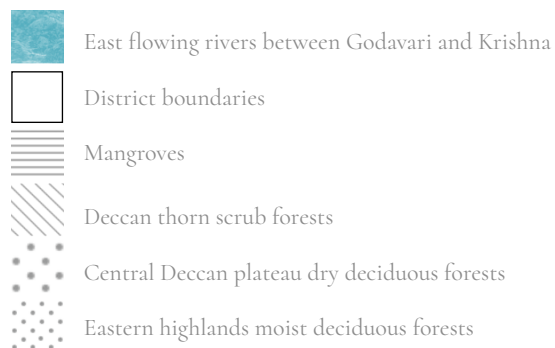 East flowing rivers between Godavari and Krishna
District boundaries
Mangroves
Deccan thorn scrub forests
Central Deccan plateau dry deciduous forests
Eastern highlands moist deciduous forests